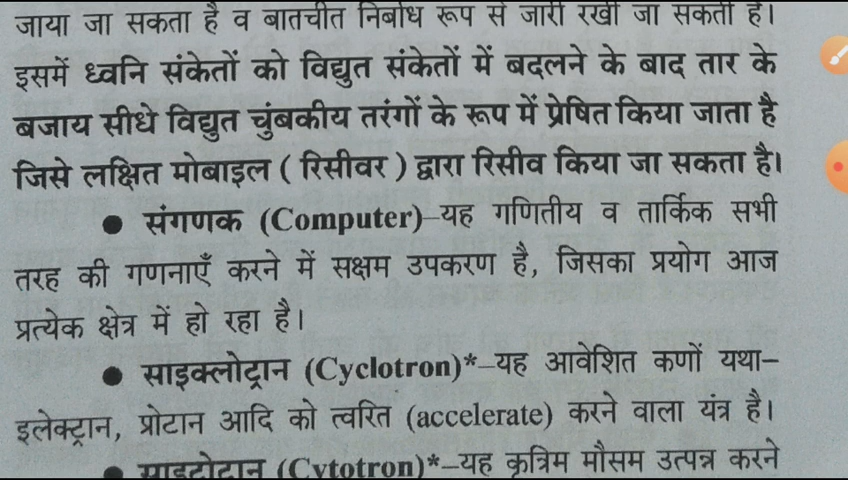 जाया जा सकता है व बातचीत निर्बाध रूप से जारी रखी जा सकती है।
इसमें ध्वनि संकेतों को विद्युत संकेतों में बदलने के बाद तार के
बजाय सीधे विद्युत चुंबकीय तरंगों के रूप में प्रेषित किया जाता है
जिसे लक्षित मोबाइल ( रिसीवर ) द्वारा रिसीव किया जा सकता है।
● संगणक (Computer)–यह गणितीय व तार्किक सभी
तरह की गणनाएँ करने में सक्षम उपकरण है, जिसका प्रयोग आज
प्रत्येक क्षेत्र में हो रहा है।
● साइक्लोट्रान (Cyclotron)*–यह आवेशित कणों यथा–
इलेक्ट्रान, प्रोटान आदि को त्वरित (accelerate) करने वाला यंत्र है।
● साइटोट्रान (Cytotron)*–यह कृत्रिम मौसम उत्पन्न करने